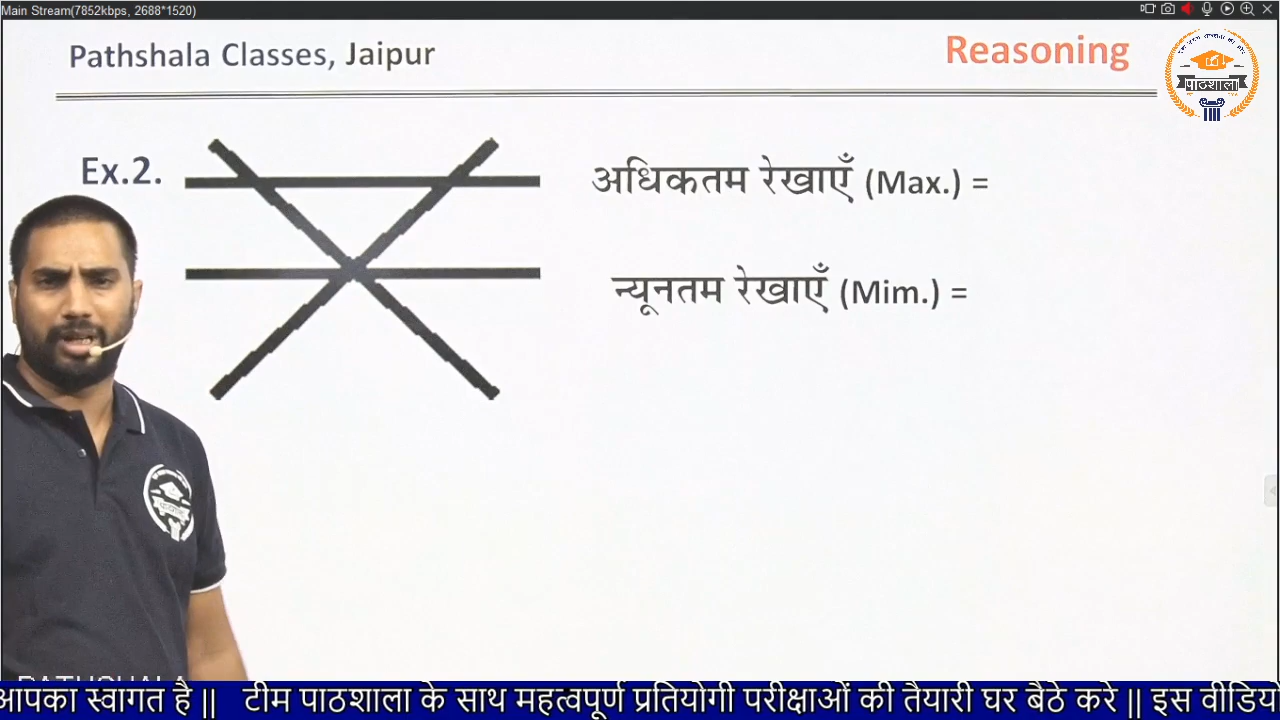 Main Stream(7852kbps, 2688*1520)
Pathshala Classes, Jaipur
Reasoning
पाठशाला
Ex.2.
अधिकतम रेखाएँ (Max.) =
न्यूनतम रेखाएँ (Mim.) =
आपका स्वागत है || टीम पाठशाला के साथ महत्वपूर्ण प्रतियोगी परीक्षाओं की तैयारी घर बैठे करे || इस वीडियो